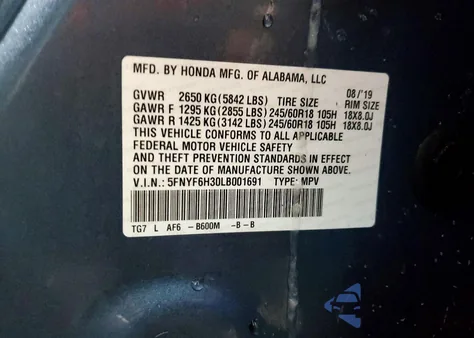 MFD. BY HONDA MFG. OF ALABAMA, LLC
08/'19
GVWR 2650 KG(5842 LBS) TIRE SIZE RIM SIZE
GAWR F 1295 KG(2855 LBS)245/60R18 105H 18X8.0J
GAWR R 1425 KG(3142 LBS)245/60R18 105H 18X8.0J
THIS VEHICLE CONFORMS TO ALL APPLICABLE
FEDERAL MOTOR VEHICLE SAFETY
AND THEFT PREVENTION STANDARDS IN EFFECT
ON THE DATE OF MANUFACTURE SHOWN ABOVE.
V.I.N.: 5FNYF6H30LB001691 TYPE: MPV
TG7 L AF6 -B600M -B-B